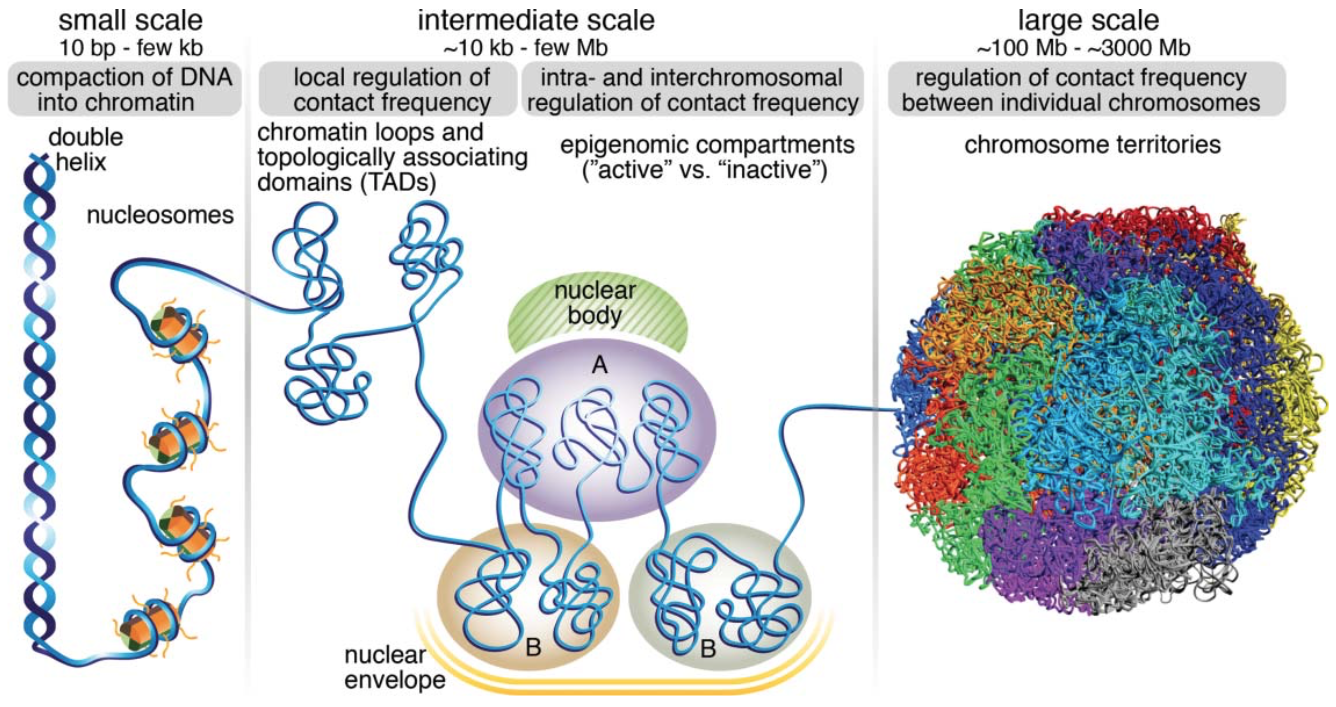 small scale
10 bp - few kb
compaction of DNA
into chromatin
double
helix
nucleosomes
intermediate scale
~10 kb - few Mb
local regulation of
contact frequency
chromatin loops and
topologically associating
domains (TADs)
intra- and interchromosomal
regulation of contact frequency
epigenomic compartments
(”active” vs. “inactive”)
nuclear
body
A
B
B
nuclear
envelope
large scale
~100 Mb - ~3000 Mb
regulation of contact frequency
between individual chromosomes
chromosome territories